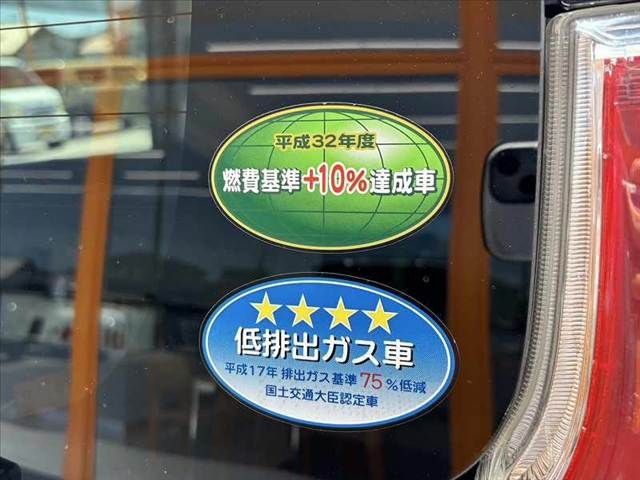 平成32年度
燃費基準+10%達成車
低排出ガス車
平成17年 排出ガス基準75%低減
国土交通大臣認定車